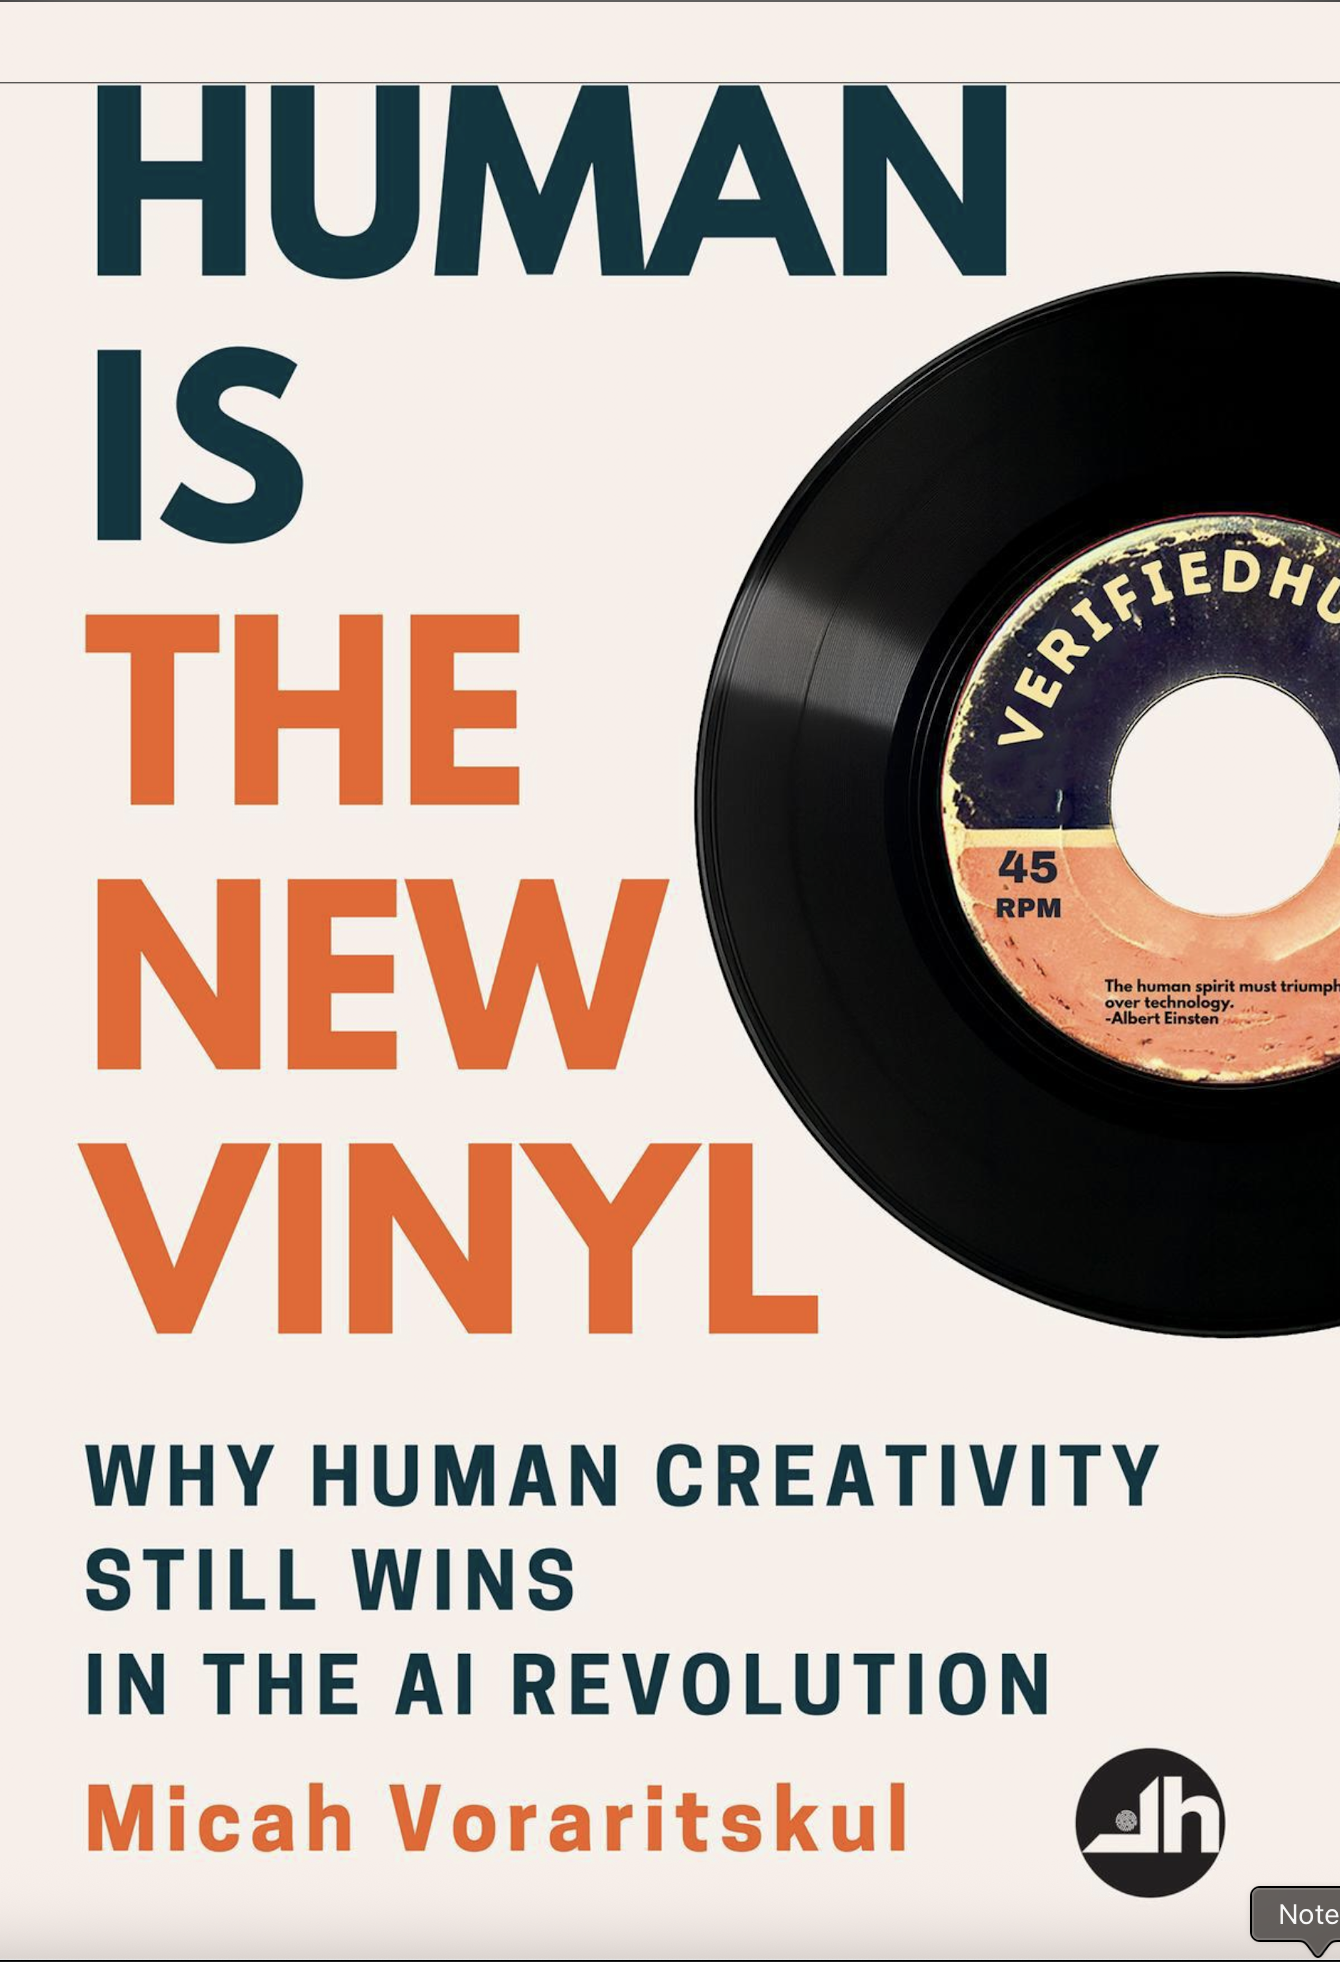 HUMAN
IS
THE
NEW
VINYL
VERIFIEDHU
45
RPM
The human spirit must triumph
over technology.
-Albert Einsten
WHY HUMAN CREATIVITY
STILL WINS
IN THE AI REVOLUTION
Micah Voraritskul
h
Note